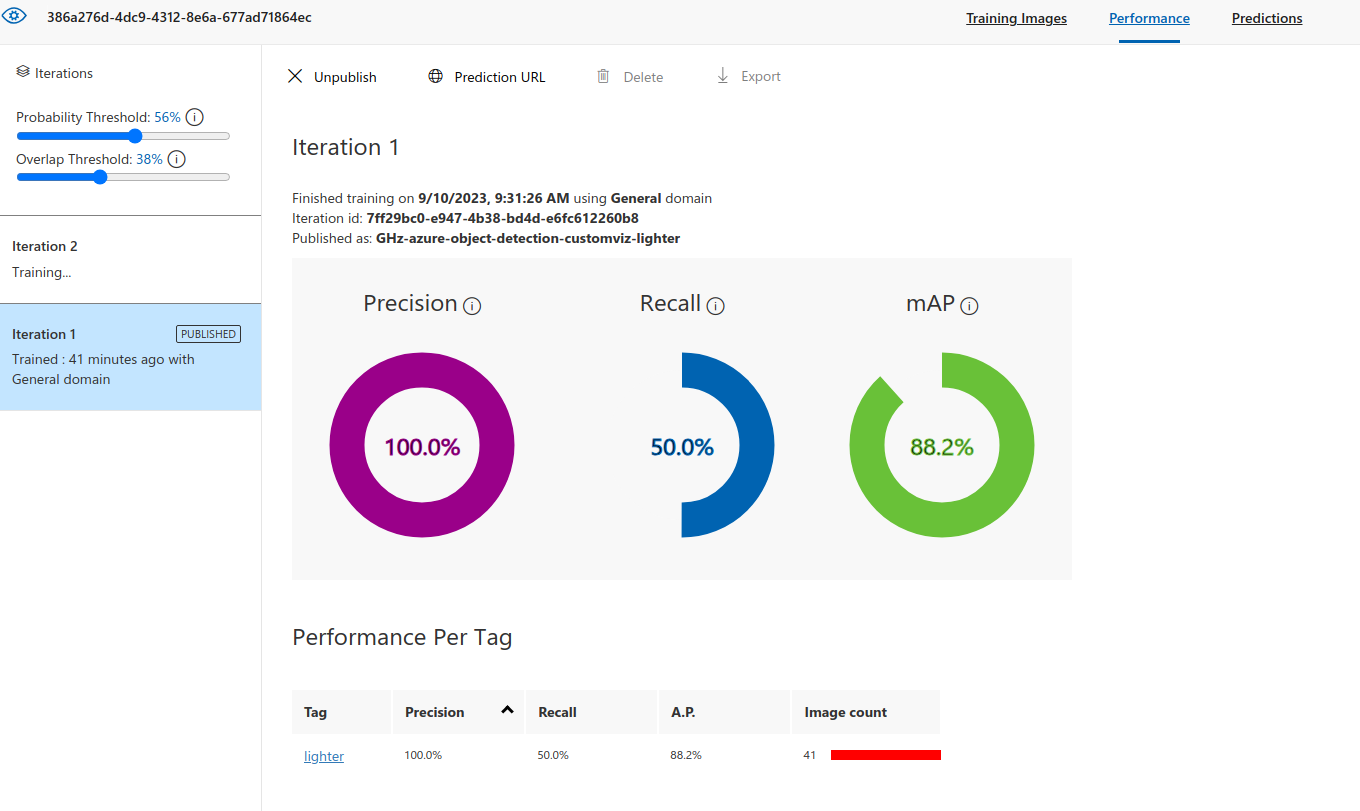 386a276d-4dc9-4312-8e6a-677ad71864ec
Training Images
Performance
Predictions
Iterations
Probability Threshold: 56%
Overlap Threshold: 38%
Iteration 2
Training...
Iteration 1
PUBLISHED
Trained : 41 minutes ago with
General domain
Unpublish
Prediction URL
Delete
Export
Iteration 1
Finished training on 9/10/2023, 9:31:26 AM using General domain
Iteration id: 7ff29bc0-e947-4b38-bd4d-e6fc612260b8
Published as: GHz-azure-object-detection-customviz-lighter
Precision
Recall
mAP
100.0%
50.0%
88.2%
Performance Per Tag
Tag
Precision
Recall
A.P.
Image count
lighter
100.0%
50.0%
88.2%
41